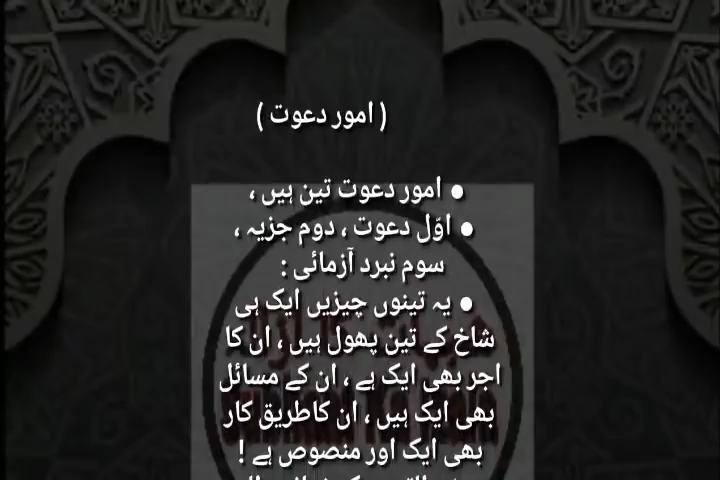 ( امور دعوت )
● امور دعوت تین ہیں ،
● اوّل دعوت ، دوم جزیہ ،
سوم نبرد آزمائی :
● یہ تینوں چیزیں ایک ہی
شاخ کے تین پھول ہیں ، ان کا
اجر بھی ایک ہے ، ان کے مسائل
بھی ایک ہیں ، ان کاطریق کار
بھی ایک اور منصوص ہے !